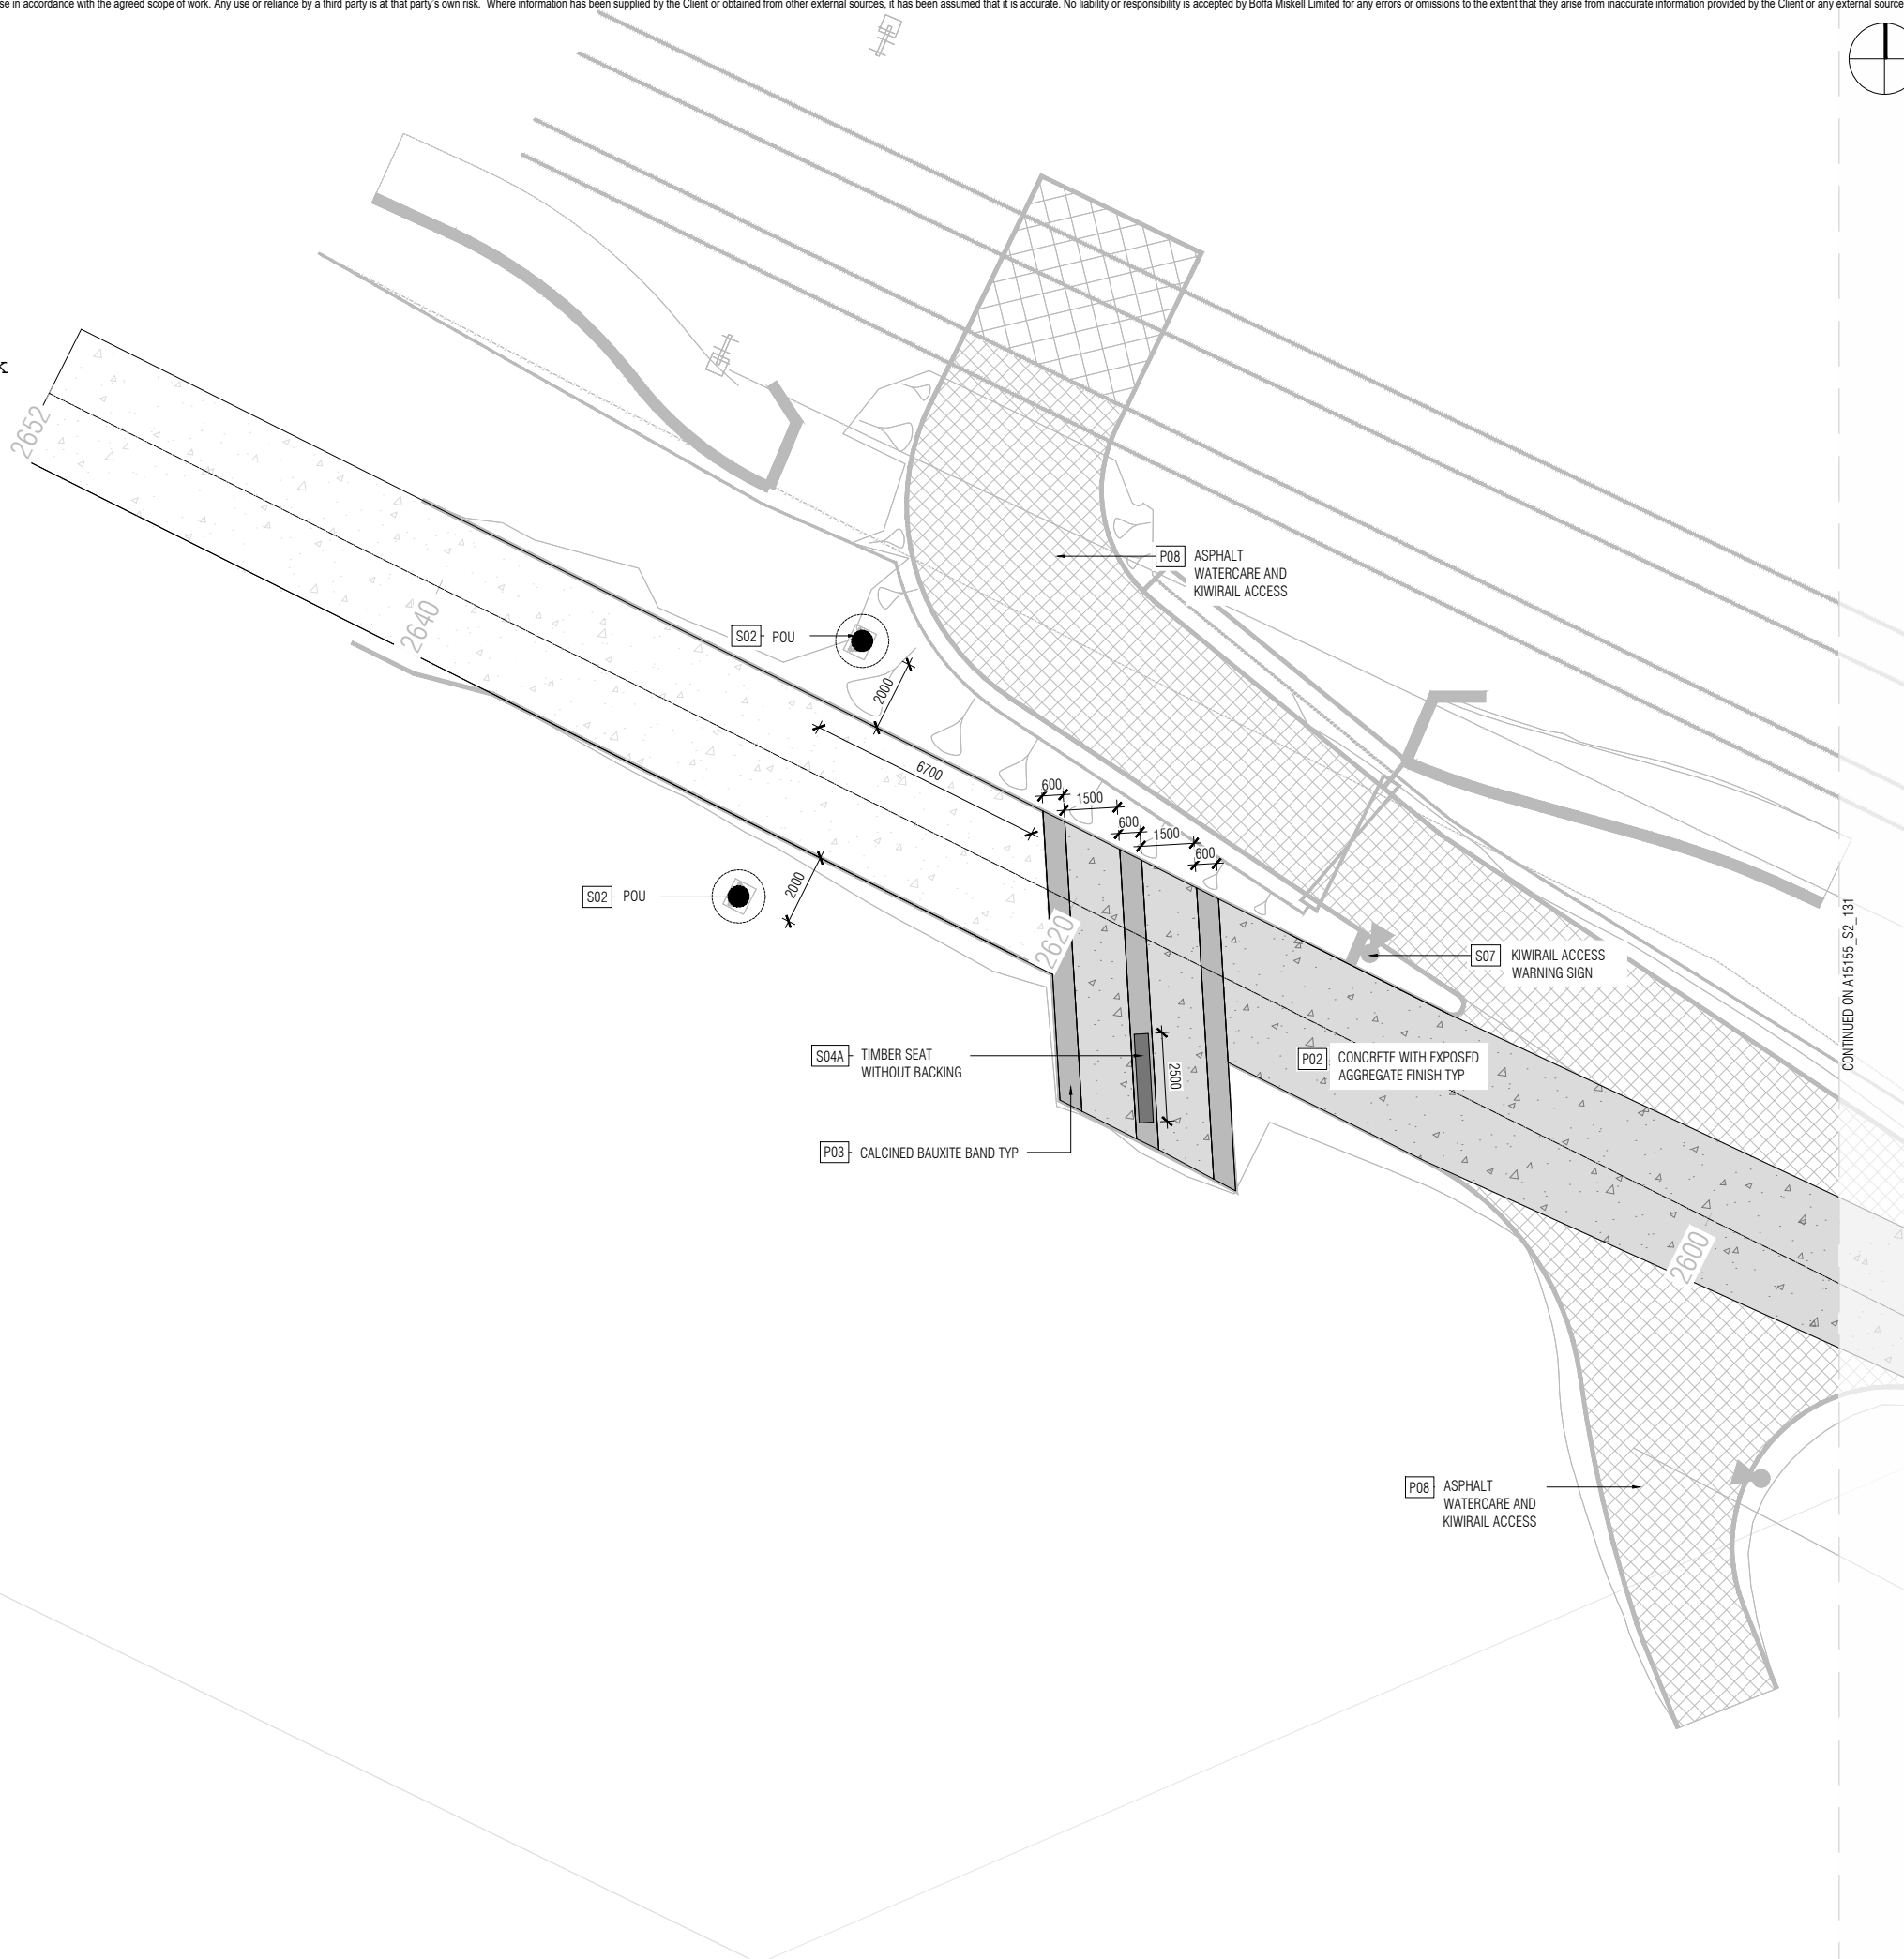 se in accordance with the agreed scope of work. Any use or reliance by a third party is at that party's own risk.  Where information has been supplied by the Client or obtained from other external sources, it has been assumed that it is accurate. No liability or responsibility is accepted by Boffa Miskell Limited for any errors or omissions to the extent that they arise from inaccurate information provided by the Client or any external source
2652
2640
P08 ASPHALT
WATERCARE AND
KIWIRAIL ACCESS
S02 POU
2000
6700
600
1500
600
1500
600
S02 POU
2000
2620
CONTINUED ON A15155_S2_131
S07 KIWIRAIL ACCESS
WARNING SIGN
S04A TIMBER SEAT
WITHOUT BACKING
2500
P02 CONCRETE WITH EXPOSED
AGGREGATE FINISH TYP
P03 CALCINED BAUXITE BAND TYP
2600
P08 ASPHALT
WATERCARE AND
KIWIRAIL ACCESS